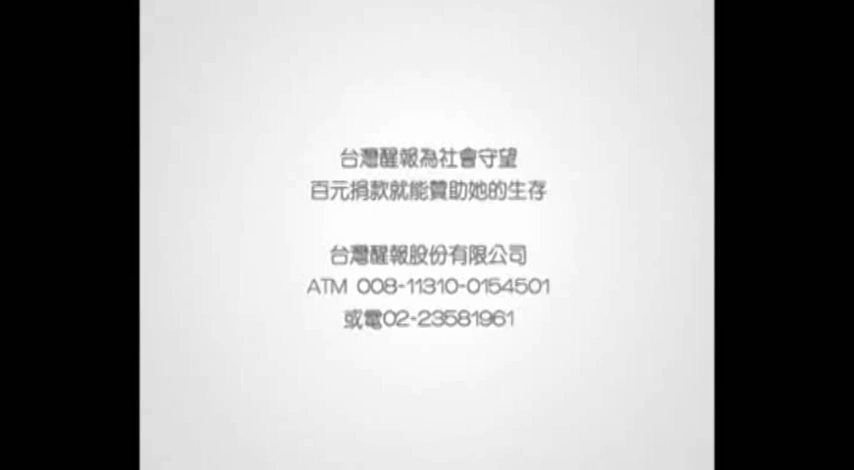 台灣醒報為社會守望
百元捐款就能贊助她的生存
台灣醒報股份有限公司
ATM 008-11310-0154501
或電02-23581961